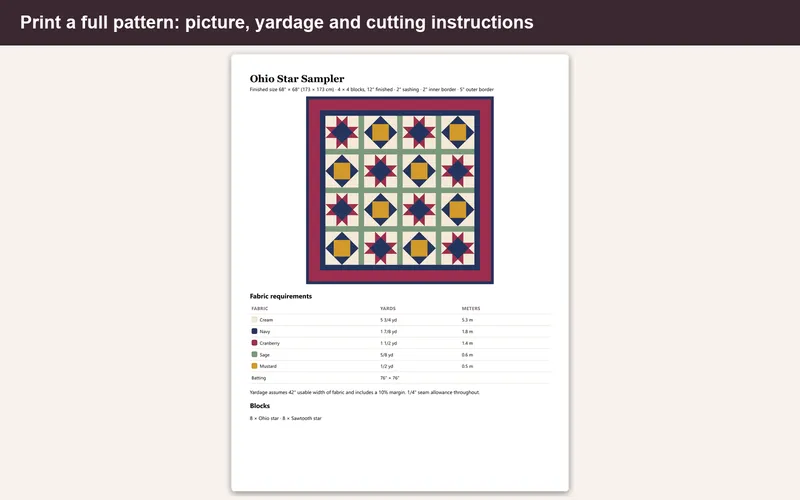 Print a full pattern: picture, yardage and cutting instructions
Ohio Star Sampler
Finished size 68" × 68" (173 × 173 cm) · 4 × 4 blocks, 12" finished · 2" sashing · 2" inner border · 5" outer border
Fabric requirements
FABRIC YARDS METERS
Cream 5 3/4 yd 5.3 m
Navy 1 7/8 yd 1.8 m
Cranberry 1 1/2 yd 1.4 m
Sage 5/8 yd 0.6 m
Mustard 1/2 yd 0.5 m
Batting 76" × 76"
Yardage assumes 42" usable width of fabric and includes a 10% margin. 1/4" seam allowance throughout.
Blocks
8 × Ohio star · 8 × Sawtooth star